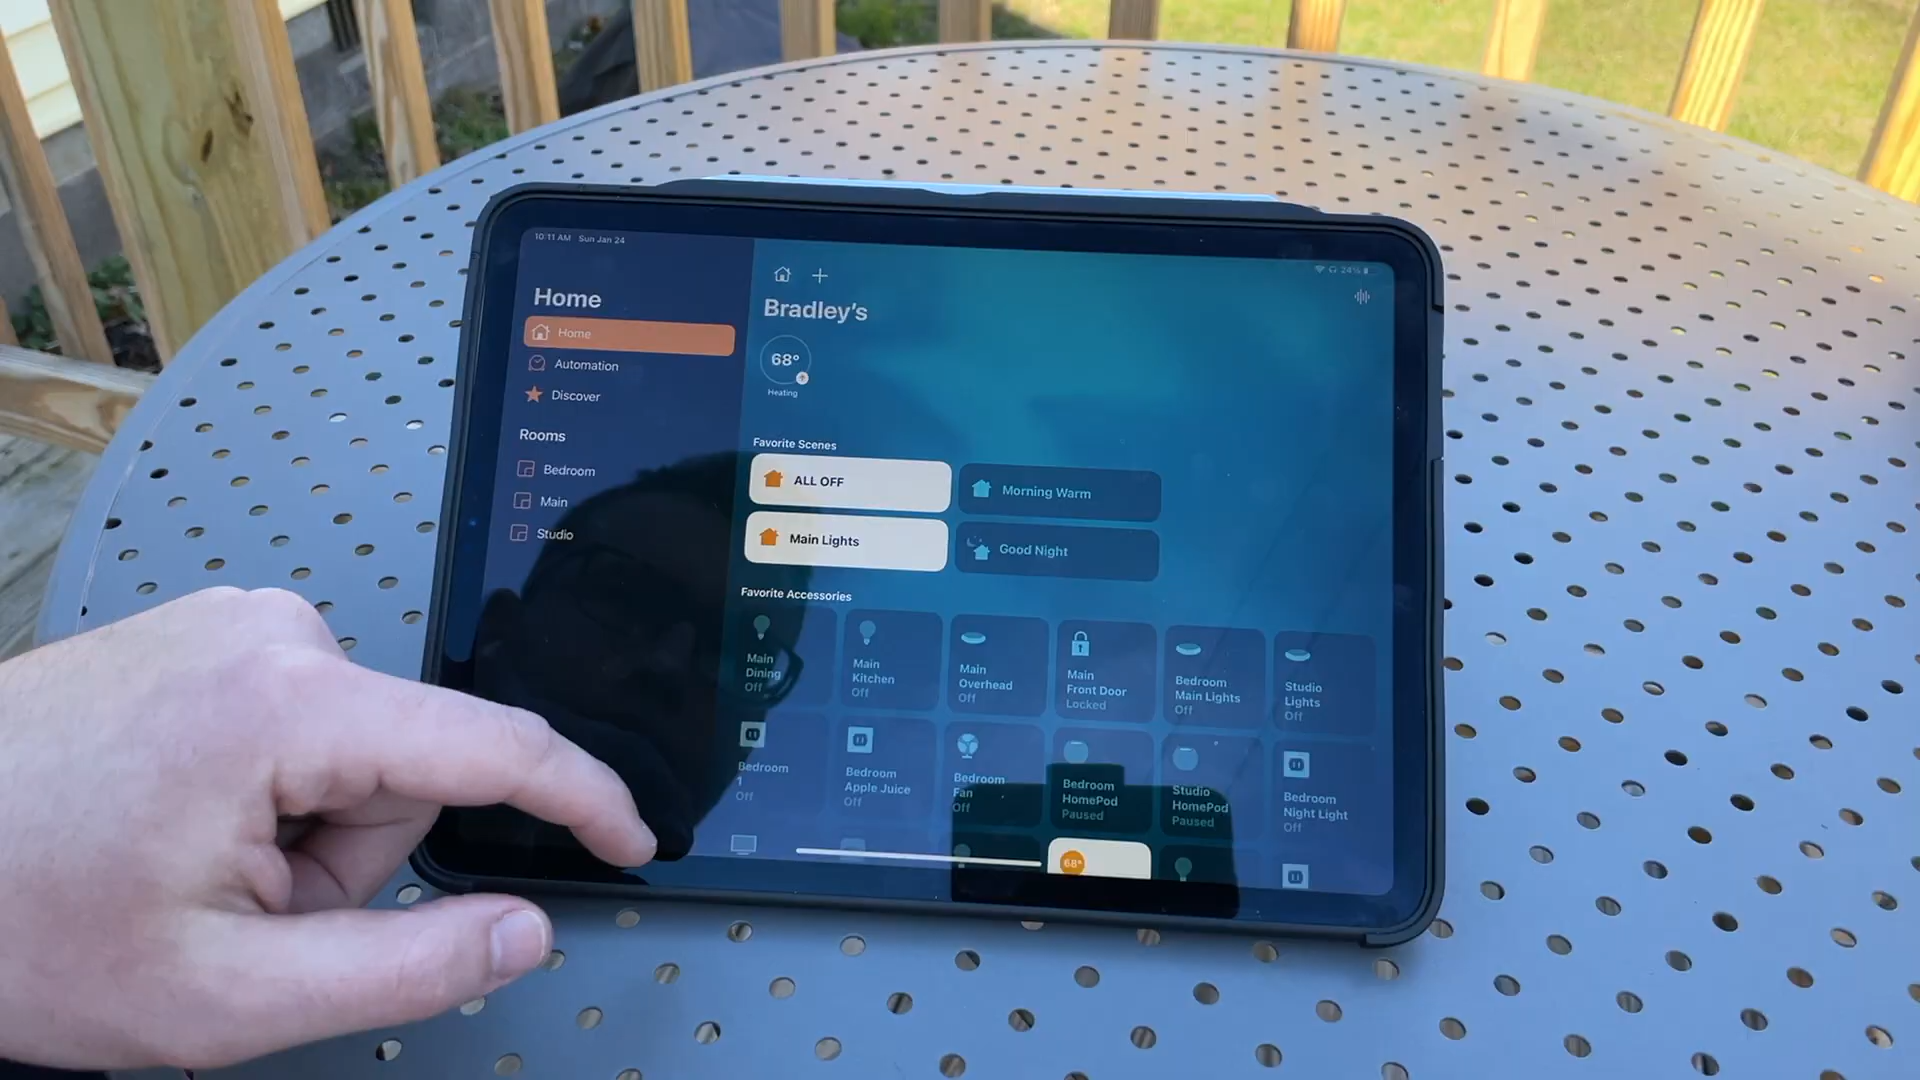 10:11 AM Sun Jan 24
24%
Home
Home
Automation
Discover
Rooms
Bedroom
Main
Studio
Bradley's
68°
Heating
Favorite Scenes
ALL OFF
Morning Warm
Main Lights
Good Night
Favorite Accessories
Main
Dining
Off
Main
Kitchen
Off
Main
Overhead
Off
Main
Front Door
Locked
Bedroom
Main Lights
Off
Studio
Lights
Off
Bedroom
1
Off
Bedroom
Apple Juice
Off
Bedroom
Fan
Off
Bedroom
HomePod
Paused
Studio
HomePod
Paused
Bedroom
Night Light
Off
68°